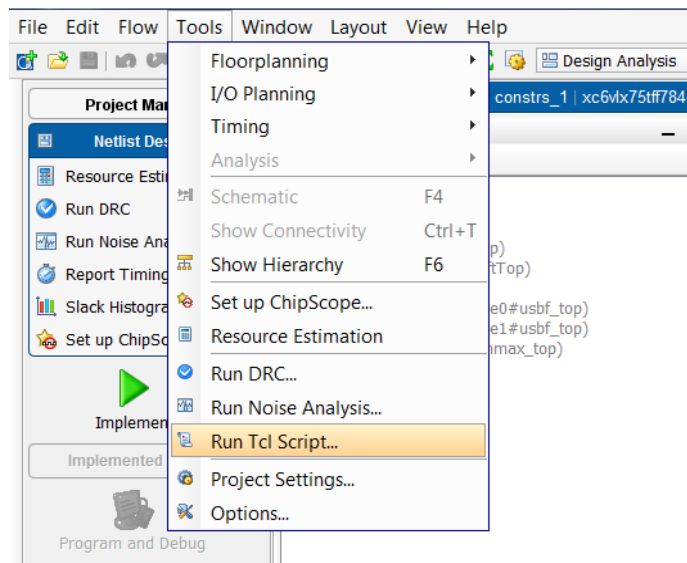 File Edit Flow Tools Window Layout View Help
Design Analysis
Project Mar
constrs_1 | xc6vlx75tff784
Netlist Des
Resource Esti
Run DRC
Run Noise Ana
Report Timing
Slack Histogra
Set up ChipSc
Implemen
Implemented
Program and Debug
Floorplanning
I/O Planning
Timing
Analysis
Schematic F4
Show Connectivity Ctrl+T
Show Hierarchy F6
Set up ChipScope...
Resource Estimation
Run DRC...
Run Noise Analysis...
Run Tcl Script...
Project Settings...
Options...
p)
ftTop)
e0#usbf_top)
e1#usbf_top)
nmax_top)